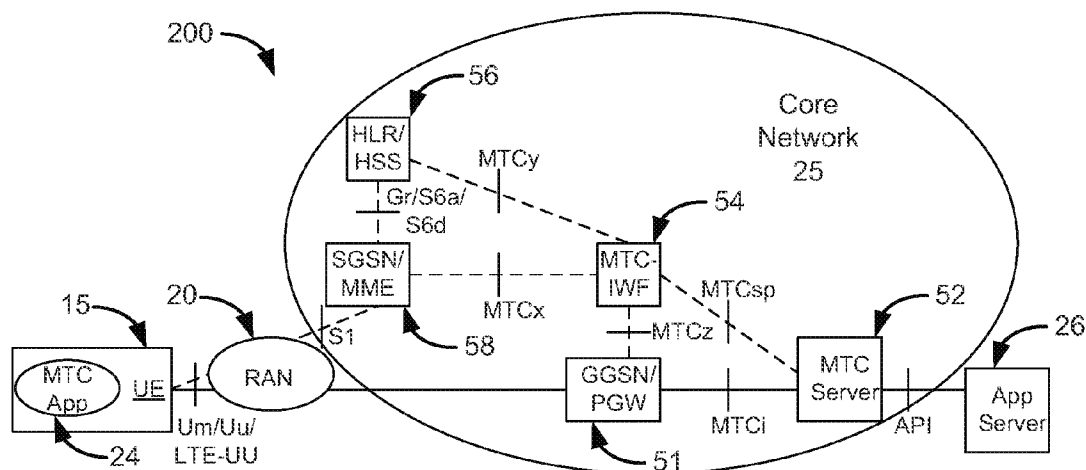 200
56
HLR/
HSS
Core
Network
25
MTCy
Gr/S6a/
S6d
54
SGSN/
MME
MTC-
IWF
MTCx
MTCsp
52
20
15
S1
58
MTCz
26
MTC
App
UE
RAN
GGSN/
PGW
MTC
Server
App
Server
24
Um/Uu/
LTE-UU
MTCi
API
51